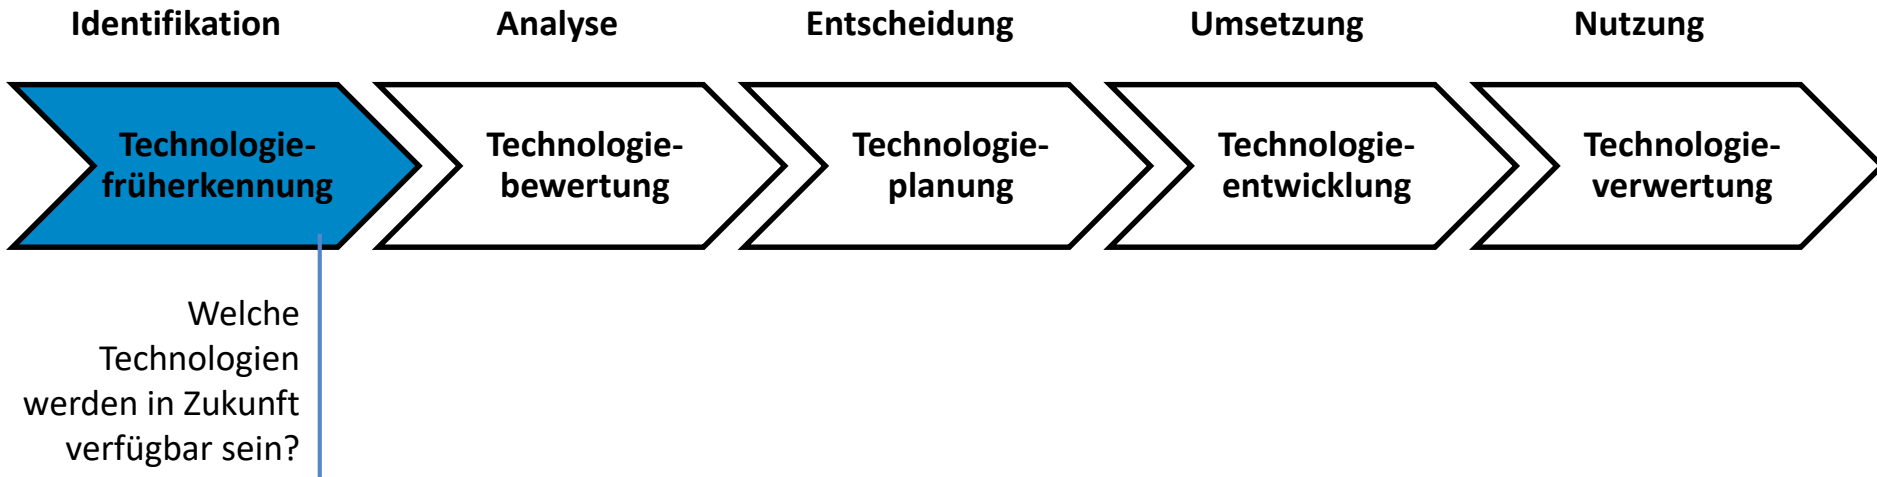 Identifikation
Analyse
Entscheidung
Umsetzung
Nutzung
Technologie-
früherkennung
Technologie-
bewertung
Technologie-
planung
Technologie-
entwicklung
Technologie-
verwertung
Welche
Technologien
werden in Zukunft
verfügbar sein?